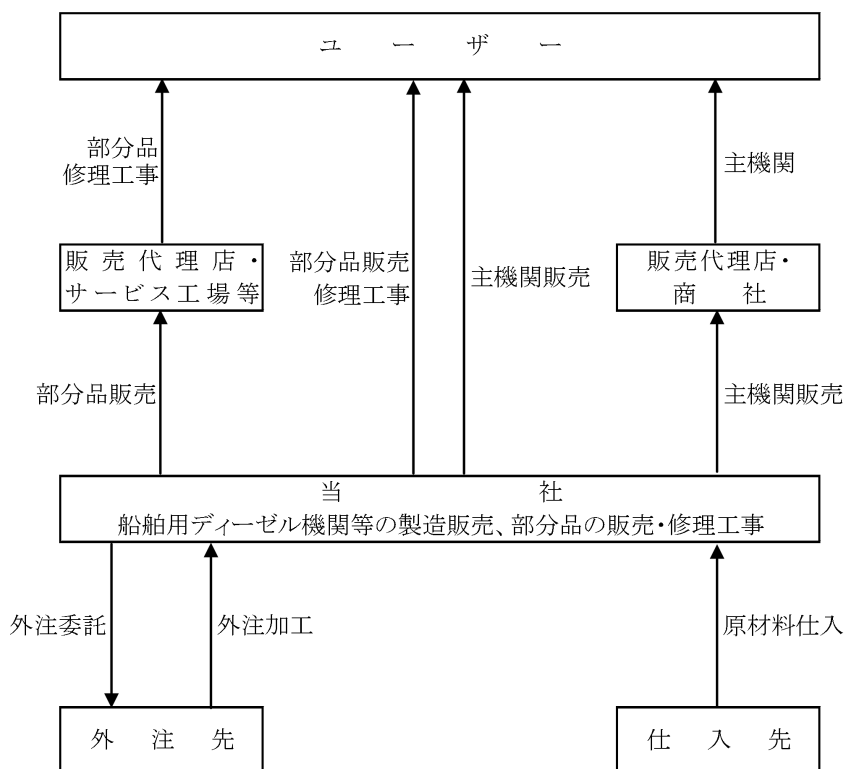 ユーザー
部分品
修理工事
主機関
販売代理店・
サービス工場等
部分品販売
修理工事
主機関販売
販売代理店・
商社
部分品販売
主機関販売
当社
船舶用ディーゼル機関等の製造販売、部分品の販売・修理工事
外注委託
外注加工
原材料仕入
外注先
仕入先